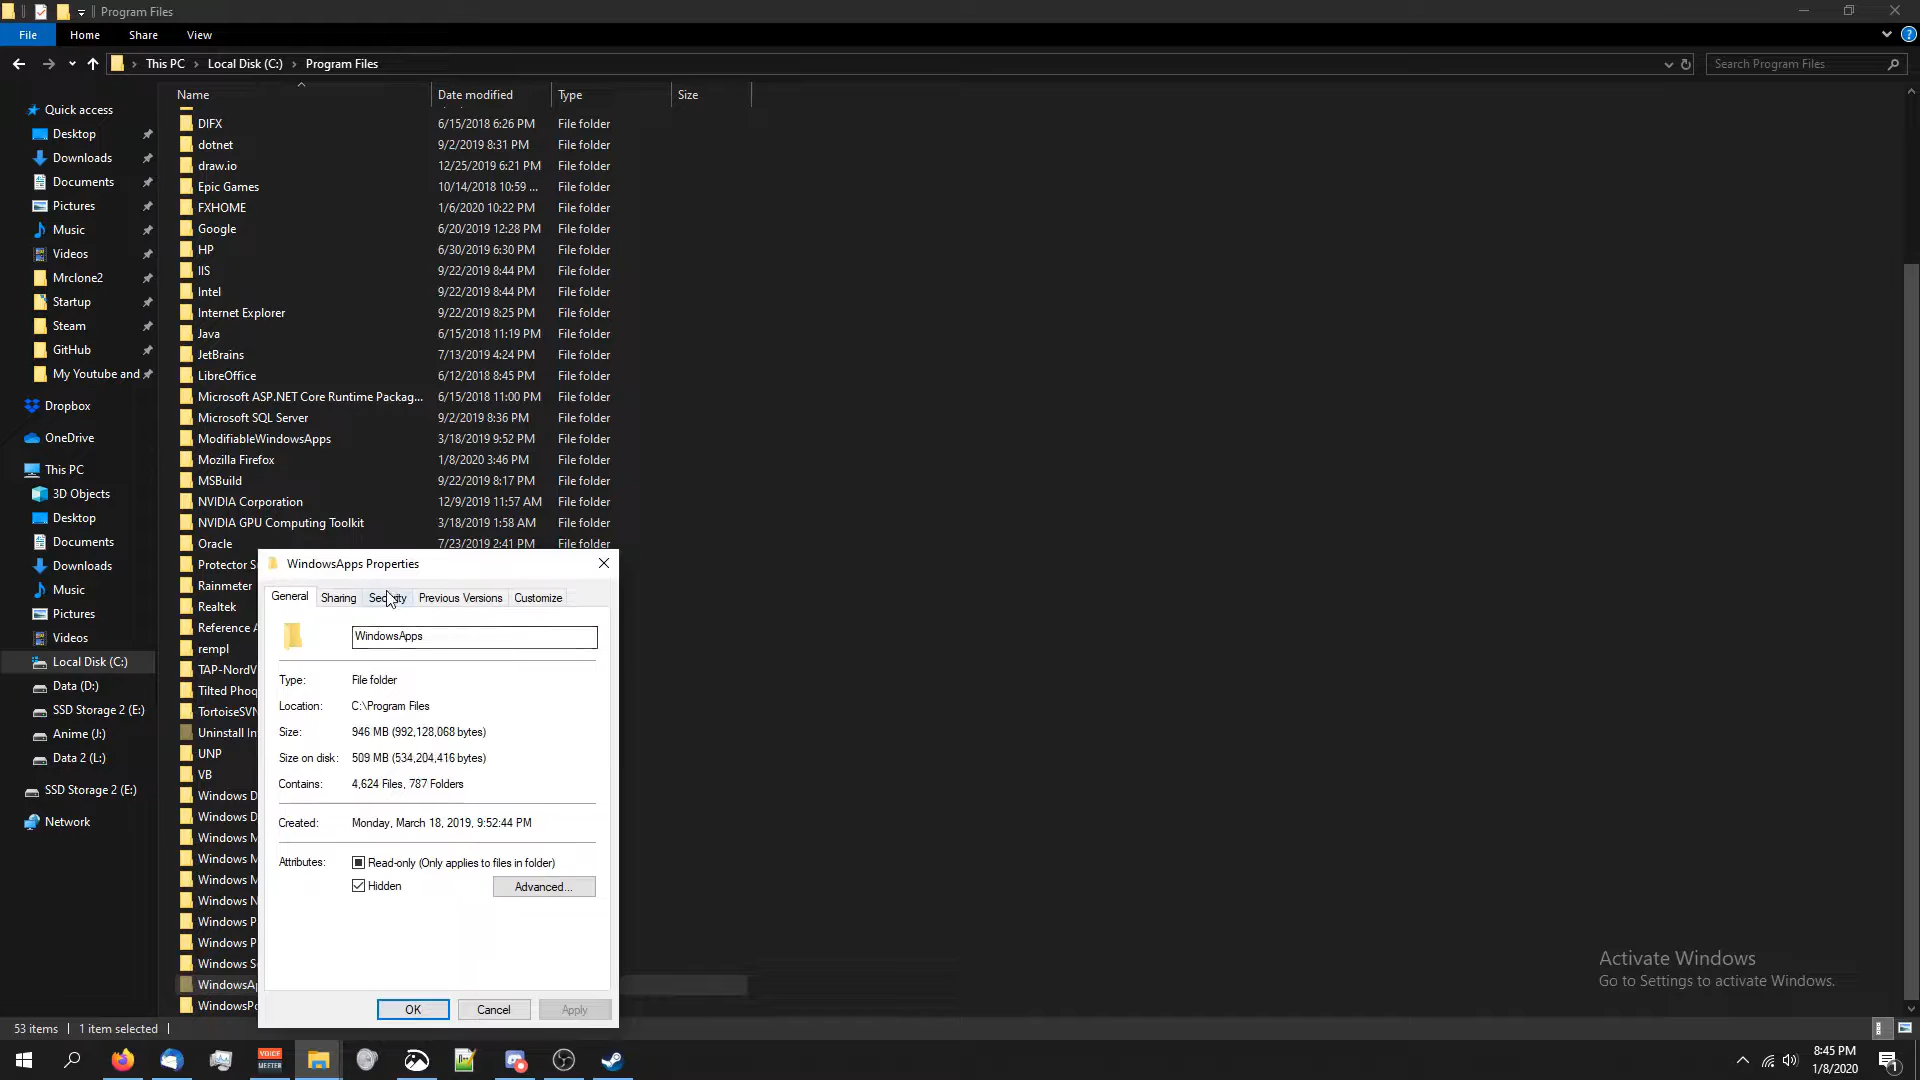 Program Files
File Home Share View
This PC Local Disk (C:) Program Files
Search Program Files
Name Date modified Type Size
Quick access
Desktop
Downloads
Documents
Pictures
Music
Videos
Mrclone2
Startup
Steam
GitHub
My Youtube and
Dropbox
OneDrive
This PC
3D Objects
Desktop
Documents
Downloads
Music
Pictures
Videos
Local Disk (C:)
Data (D:)
SSD Storage 2 (E:)
Anime (J:)
Data 2 (L:)
SSD Storage 2 (E:)
Network
DIFX 6/15/2018 6:26 PM File folder
dotnet 9/2/2019 8:31 PM File folder
draw.io 12/25/2019 6:21 PM File folder
Epic Games 10/14/2018 10:59 ... File folder
FXHOME 1/6/2020 10:22 PM File folder
Google 6/20/2019 12:28 PM File folder
HP 6/30/2019 6:30 PM File folder
IIS 9/22/2019 8:44 PM File folder
Intel 9/22/2019 8:44 PM File folder
Internet Explorer 9/22/2019 8:25 PM File folder
Java 6/15/2018 11:19 PM File folder
JetBrains 7/13/2019 4:24 PM File folder
LibreOffice 6/12/2018 8:45 PM File folder
Microsoft ASP.NET Core Runtime Packag... 6/15/2018 11:00 PM File folder
Microsoft SQL Server 9/2/2019 8:36 PM File folder
ModifiableWindowsApps 3/18/2019 9:52 PM File folder
Mozilla Firefox 1/8/2020 3:46 PM File folder
MSBuild 9/22/2019 8:17 PM File folder
NVIDIA Corporation 12/9/2019 11:57 AM File folder
NVIDIA GPU Computing Toolkit 3/18/2019 1:58 AM File folder
Oracle 7/23/2019 2:41 PM File folder
Protector S
Rainmeter
Realtek
Reference A
rempl
TAP-NordV
Tilted Phoq
TortoiseSVN
Uninstall In
UNP
VB
Windows D
Windows D
Windows M
Windows M
Windows M
Windows N
Windows P
Windows P
Windows S
WindowsAp
WindowsPo
WindowsApps Properties
General Sharing Security Previous Versions Customize
WindowsApps
Type: File folder
Location: C:\Program Files
Size: 946 MB (992,128,068 bytes)
Size on disk: 509 MB (534,204,416 bytes)
Contains: 4,624 Files, 787 Folders
Created: Monday, March 18, 2019, 9:52:44 PM
Attributes: Read-only (Only applies to files in folder)
Hidden Advanced...
OK Cancel Apply
Activate Windows
Go to Settings to activate Windows.
53 items 1 item selected
VOICE
MEETER
8:45 PM
1/8/2020
1